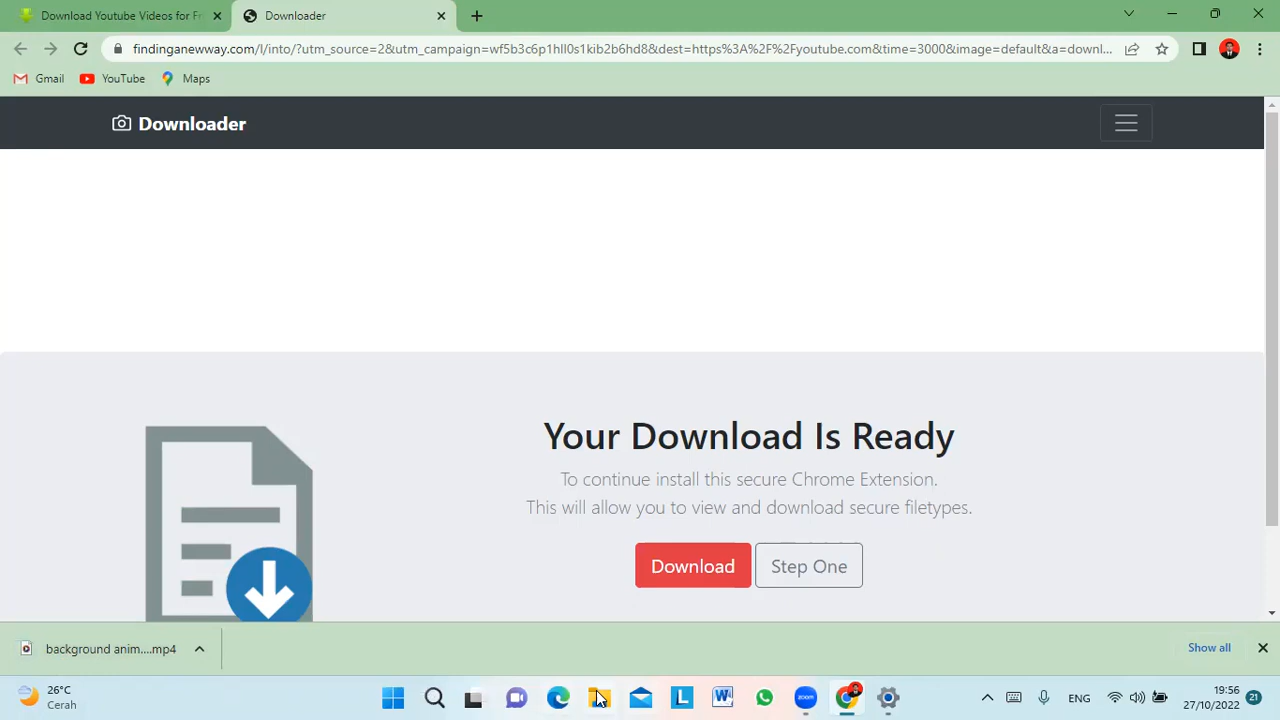 Download Youtube Videos for Fr
Downloader
findinganewway.com/l/into/?utm_source=2&utm_campaign=wf5b3c6p1hll0s1kib2b6hd8&dest=https%3A%2F%2Fyoutube.com&time=3000&image=default&a=downl...
Gmail
YouTube
Maps
Downloader
Your Download Is Ready
To continue install this secure Chrome Extension.
This will allow you to view and download secure filetypes.
Download
Step One
background anim....mp4
Show all
26°C
Cerah
L
W
zoom
ENG
19:56
27/10/2022
21